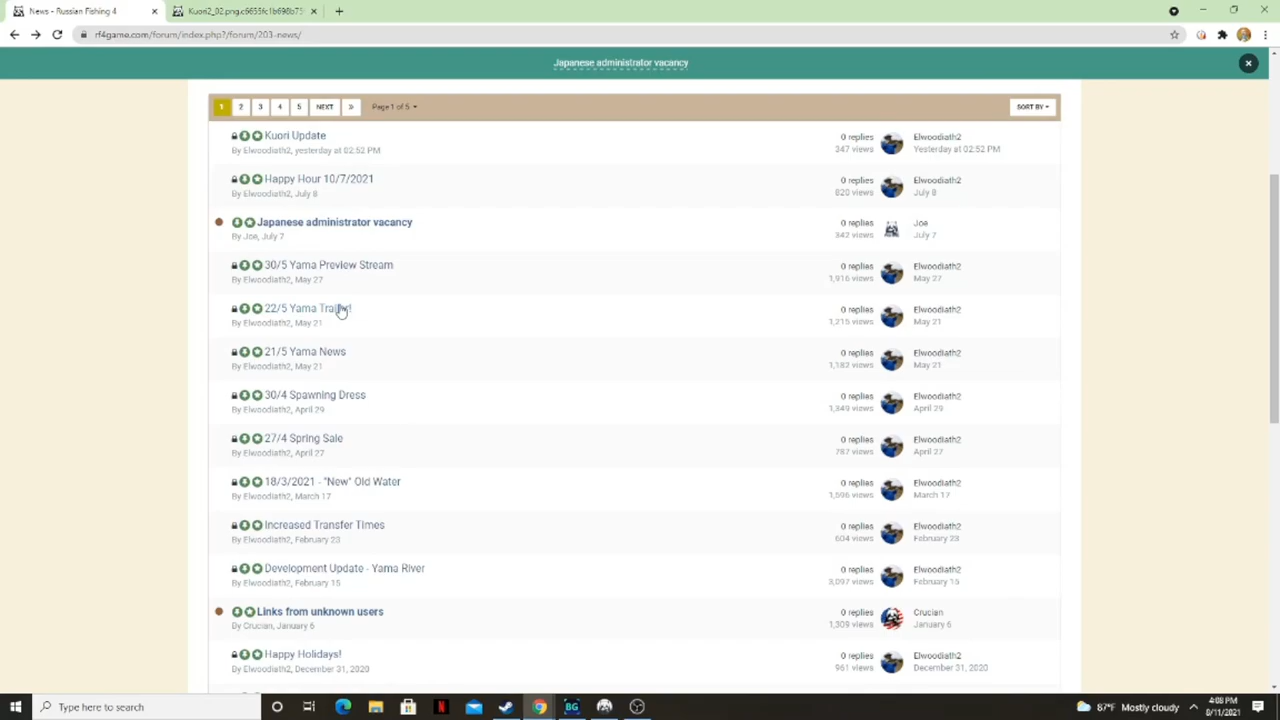 News - Russian Fishing 4
Kuori2_02.png.c6655fc1b698b75
rf4game.com/forum/index.php?/forum/203-news/
Japanese administrator vacancy
1 2 3 4 5 NEXT » Page 1 of 5 SORT BY
Kuori Update
By Elwoodiath2, yesterday at 02:52 PM
0 replies
347 views
Elwoodiath2
Yesterday at 02:52 PM
Happy Hour 10/7/2021
By Elwoodiath2, July 8
0 replies
820 views
Elwoodiath2
July 8
Japanese administrator vacancy
By Joe, July 7
0 replies
342 views
Joe
July 7
30/5 Yama Preview Stream
By Elwoodiath2, May 27
0 replies
1,916 views
Elwoodiath2
May 27
22/5 Yama Trailer!
By Elwoodiath2, May 21
0 replies
1,215 views
Elwoodiath2
May 21
21/5 Yama News
By Elwoodiath2, May 21
0 replies
1,182 views
Elwoodiath2
May 21
30/4 Spawning Dress
By Elwoodiath2, April 29
0 replies
1,349 views
Elwoodiath2
April 29
27/4 Spring Sale
By Elwoodiath2, April 27
0 replies
787 views
Elwoodiath2
April 27
18/3/2021 - "New" Old Water
By Elwoodiath2, March 17
0 replies
1,596 views
Elwoodiath2
March 17
Increased Transfer Times
By Elwoodiath2, February 23
0 replies
604 views
Elwoodiath2
February 23
Development Update - Yama River
By Elwoodiath2, February 15
0 replies
3,097 views
Elwoodiath2
February 15
Links from unknown users
By Crucian, January 6
0 replies
1,309 views
Crucian
January 6
Happy Holidays!
By Elwoodiath2, December 31, 2020
0 replies
961 views
Elwoodiath2
December 31, 2020
Type here to search
BG
87°F Mostly cloudy
4:08 PM
8/11/2021